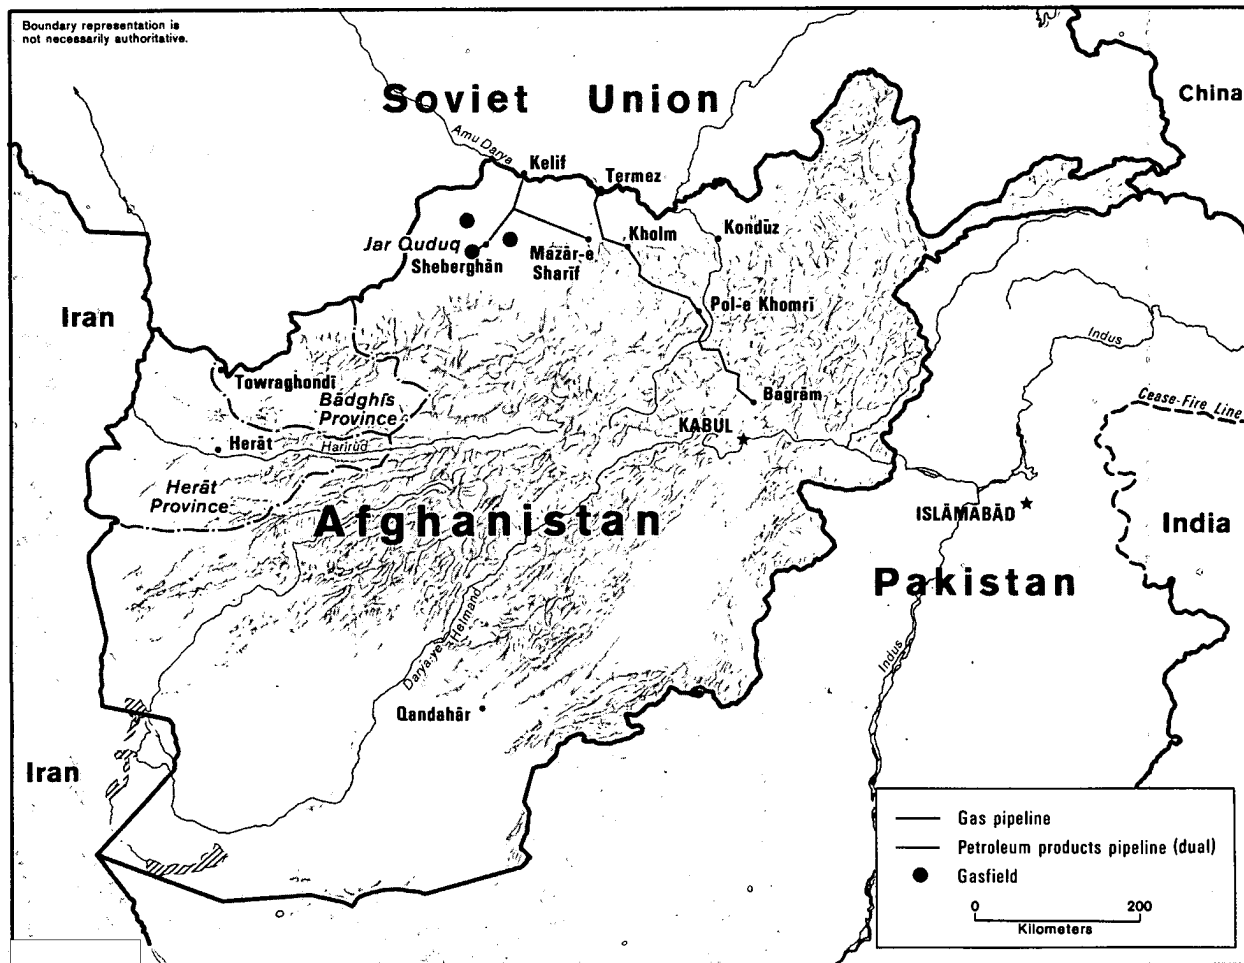 Boundary representation is
not necessarily authoritative.
Soviet Union
China
Amu Darya
Kelif
Termez
Jar Quduq
Sheberghān
Mazār-e
Sharīf
Kholm
Kondūz
Iran
Pol-e Khomrī
Indus
Towraghondī
Bādghīs
Province
Bagrām
Cease-Fire Line
KABUL
Herāt
Harirūd
Herāt
Province
Afghanistan
ISLĀMĀBĀD
India
Pakistan
Darya-ye Helmand
Indus
Qandahār
Iran
Gas pipeline
Petroleum products pipeline (dual)
Gasfield
0 200
Kilometers